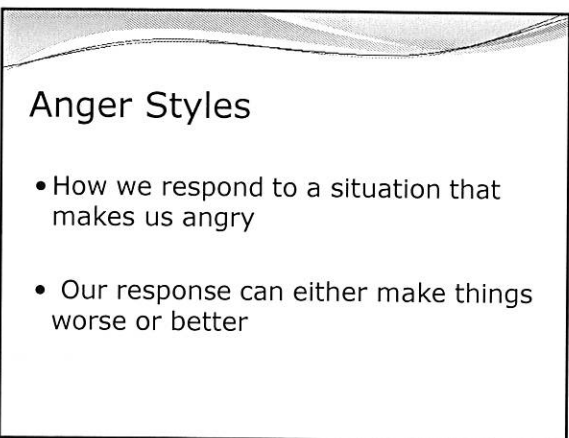 Anger Styles
• How we respond to a situation that
makes us angry
• Our response can either make things
worse or better